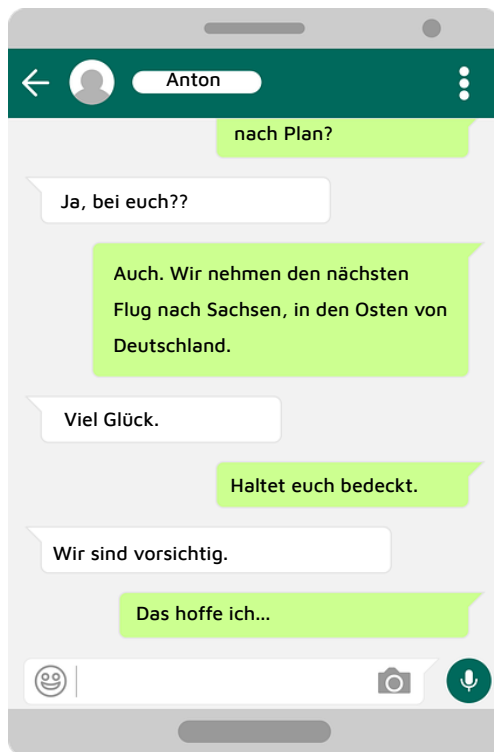 Anton
nach Plan?
Ja, bei euch??
Auch. Wir nehmen den nächsten
Flug nach Sachsen, in den Osten von
Deutschland.
Viel Glück.
Haltet euch bedeckt.
Wir sind vorsichtig.
Das hoffe ich...